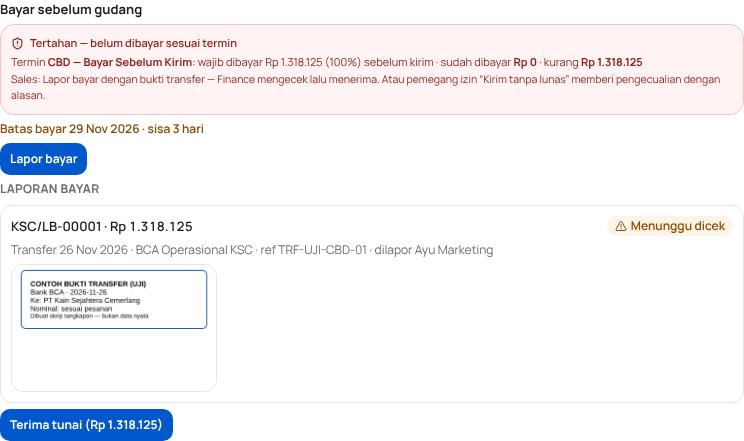 Bayar sebelum gudang
Tertahan — belum dibayar sesuai termin
Termin CBD — Bayar Sebelum Kirim: wajib dibayar Rp 1.318.125 (100%) sebelum kirim · sudah dibayar Rp 0 · kurang Rp 1.318.125
Sales: Lapor bayar dengan bukti transfer — Finance mengecek lalu menerima. Atau pemegang izin “Kirim tanpa lunas” memberi pengecualian dengan
alasan.
Batas bayar 29 Nov 2026 · sisa 3 hari
Lapor bayar
LAPORAN BAYAR
KSC/LB-00001 · Rp 1.318.125
Menunggu dicek
Transfer 26 Nov 2026 · BCA Operasional KSC · ref TRF-UJI-CBD-01 · dilapor Ayu Marketing
CONTOH BUKTI TRANSFER (UJI)
Bank BCA - 2026-11-26
Ke: PT Kain Sejahtera Cemerlang
Nominal: sesuai pesanan
Dibuat skrip tangkapan — bukan data nyata
Terima tunai (Rp 1.318.125)